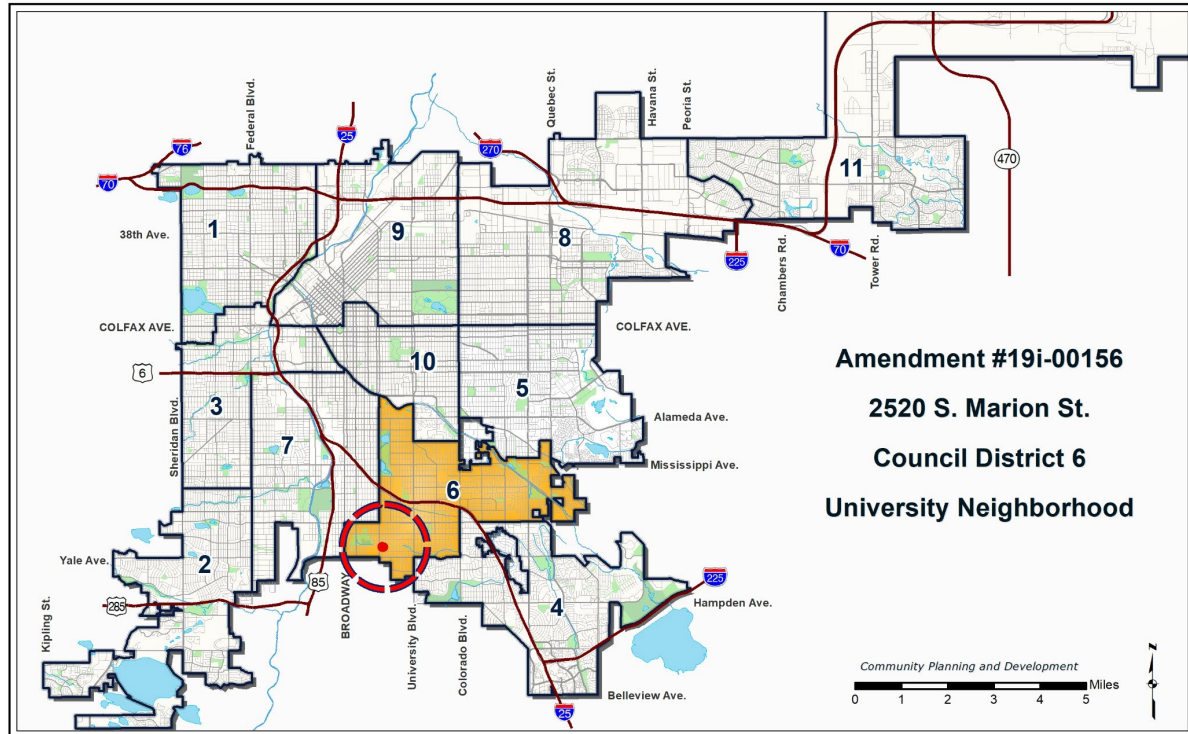 Federal Blvd.
Quebec St.
Havana St.
Peoria St.
25
76
270
70
470
11
1
9
8
38th Ave.
225
Chambers Rd.
70
Tower Rd.
COLFAX AVE.
COLFAX AVE.
10
6
3
5
Sheridan Blvd.
7
Alameda Ave.
Mississippi Ave.
6
Yale Ave.
2
85
BROADWAY
University Blvd.
Colorado Blvd.
4
225
Hampden Ave.
285
Kipling St.
Belleview Ave.
25
Amendment #19i-00156
2520 S. Marion St.
Council District 6
University Neighborhood
Community Planning and Development
0 1 2 3 4 5 Miles
N